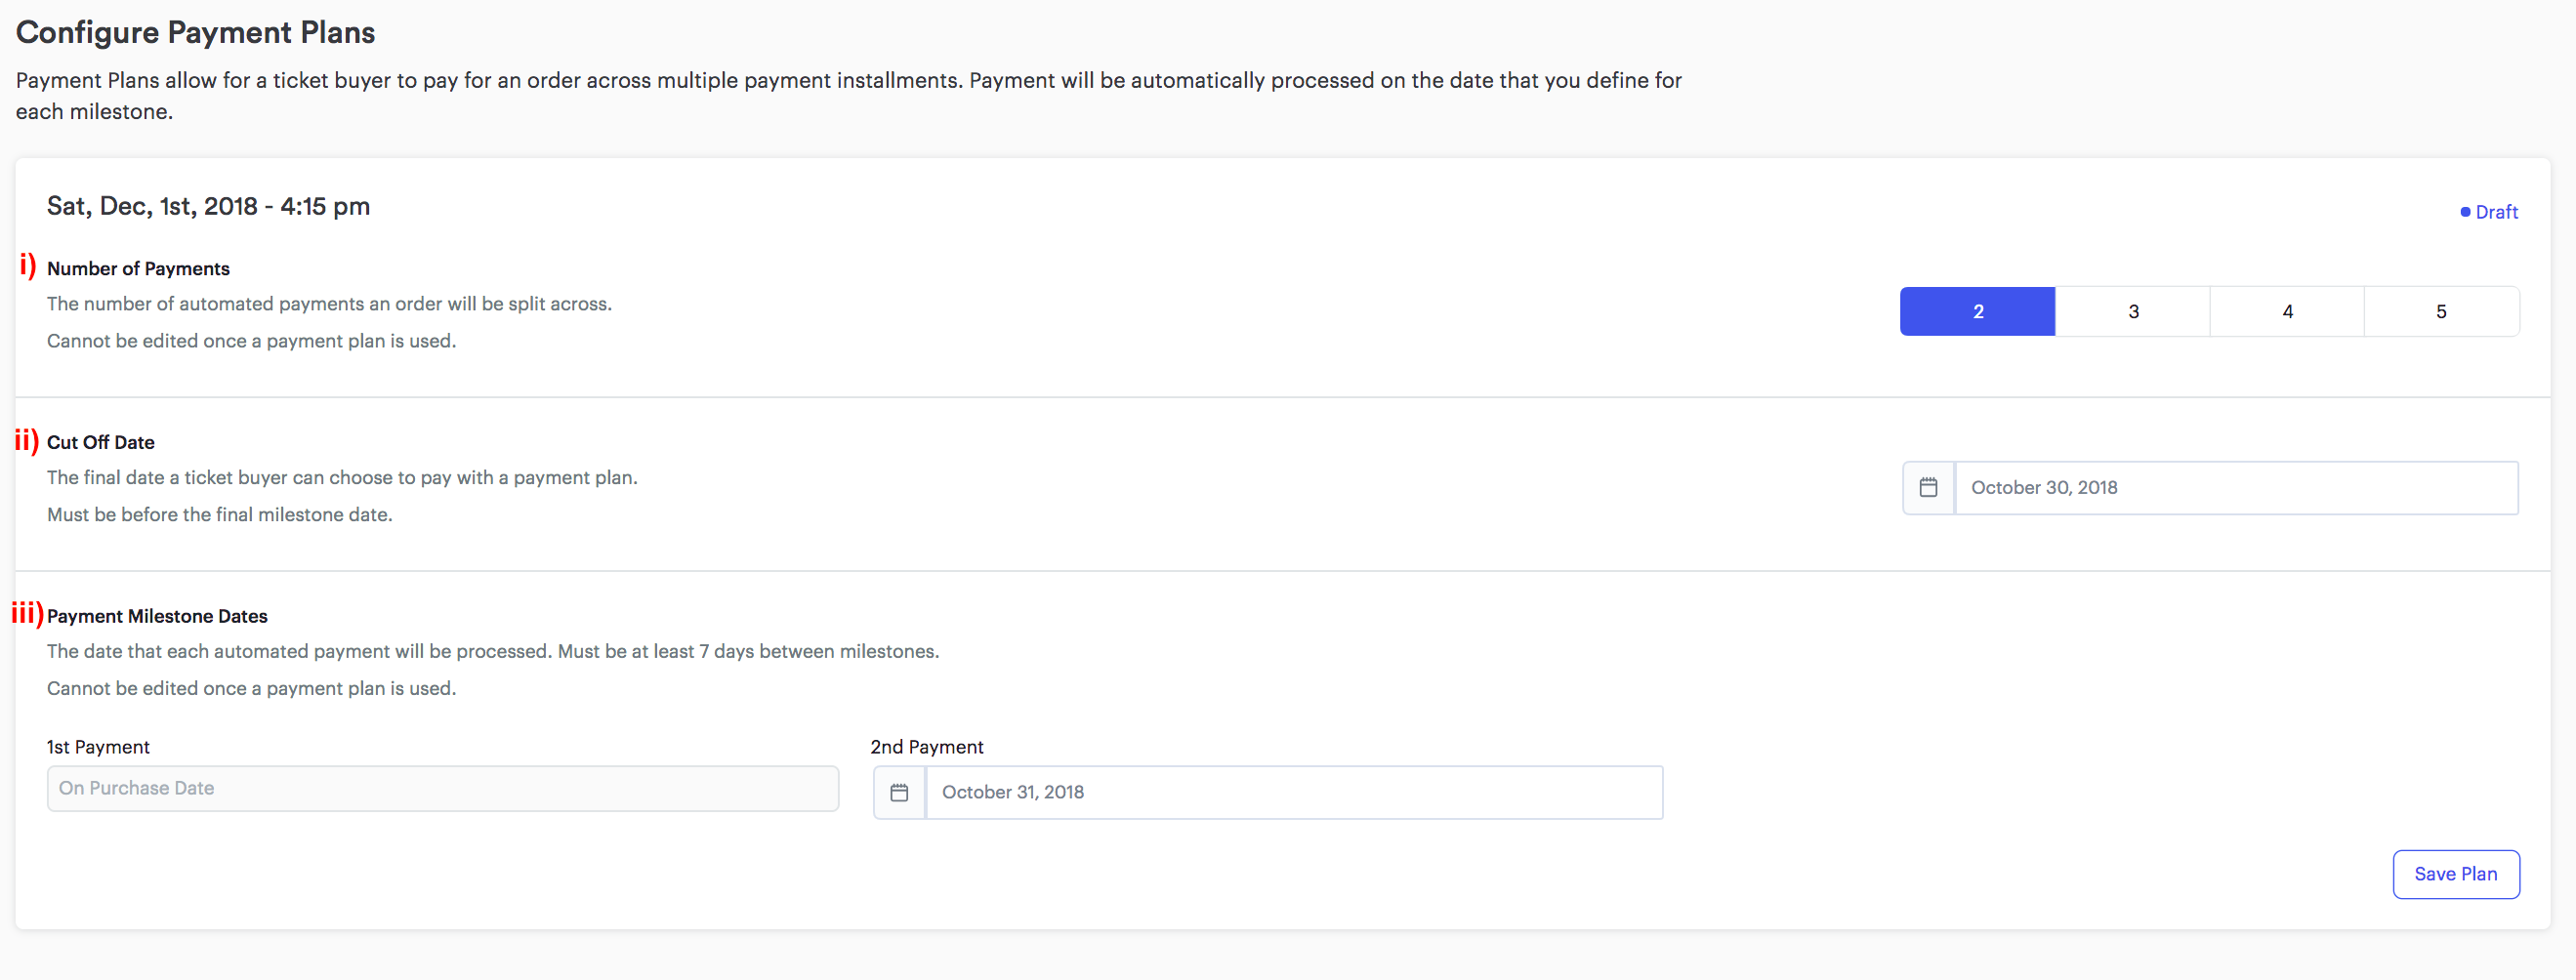 Configure Payment Plans
Payment Plans allow for a ticket buyer to pay for an order across multiple payment installments. Payment will be automatically processed on the date that you define for
each milestone.
Sat, Dec, 1st, 2018 - 4:15 pm
Draft
i) Number of Payments
The number of automated payments an order will be split across.
Cannot be edited once a payment plan is used.
2 3 4 5
ii) Cut Off Date
The final date a ticket buyer can choose to pay with a payment plan.
Must be before the final milestone date.
October 30, 2018
iii) Payment Milestone Dates
The date that each automated payment will be processed. Must be at least 7 days between milestones.
Cannot be edited once a payment plan is used.
1st Payment 2nd Payment
On Purchase Date October 31, 2018
Save Plan